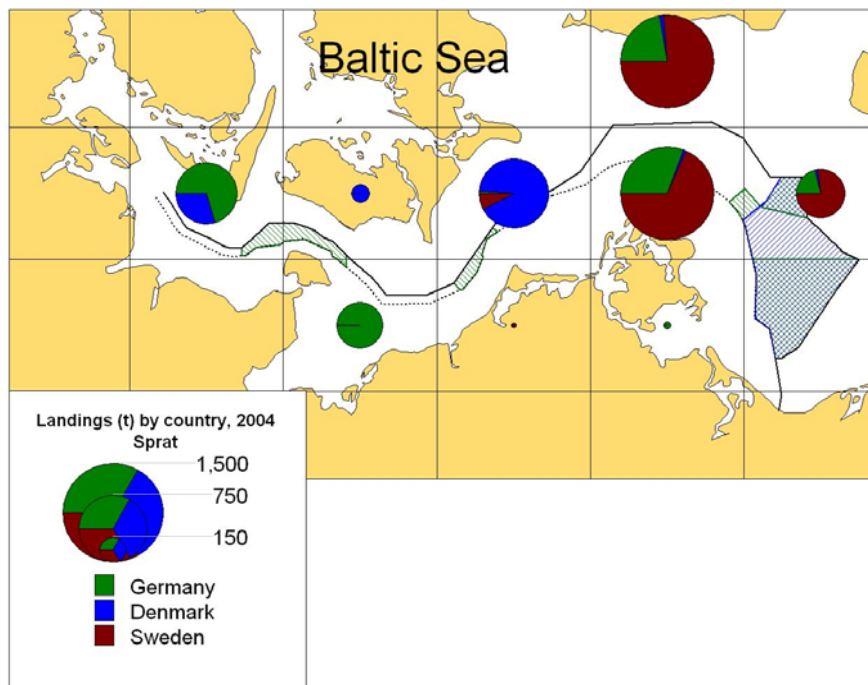 Baltic Sea
Landings (t) by country, 2004
Sprat
1,500
750
150
Germany
Denmark
Sweden